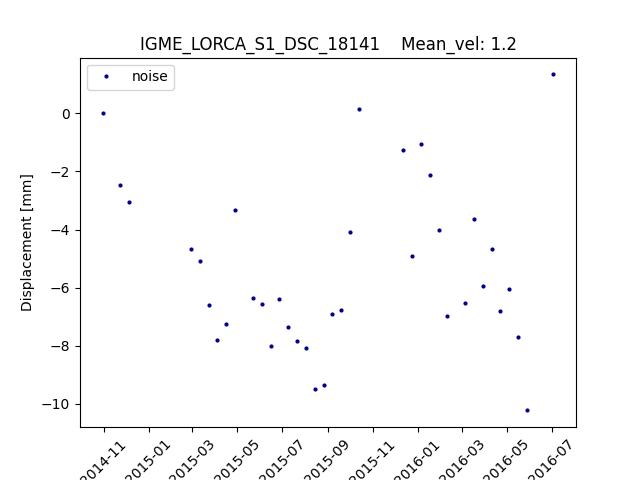 IGME_LORCA_S1_DSC_18141    Mean_vel: 1.2
noise
Displacement [mm]
0
−2
−4
−6
−8
−10
2014-11 2015-01 2015-03 2015-05 2015-07 2015-09 2015-11 2016-01 2016-03 2016-05 2016-07